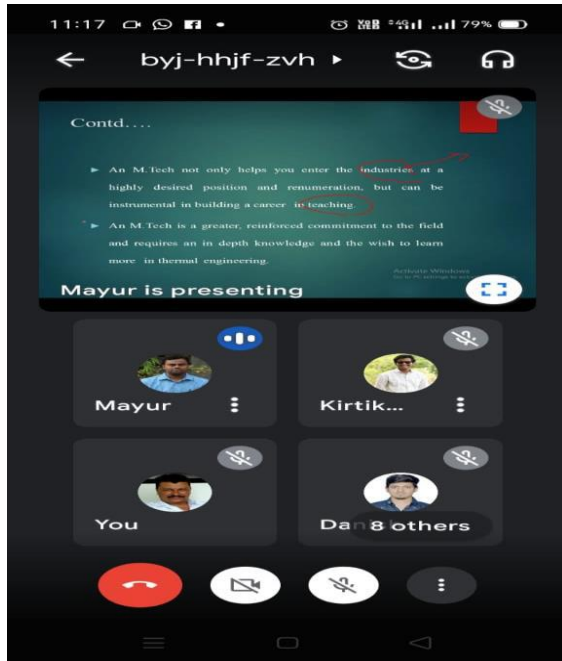 11:17 79%
byj-hhjf-zvh
Contd....
An M.Tech not only helps you enter the industries at a
highly desired position and renumeration, but can be
instrumental in building a career in teaching.
An M.Tech is a greater, reinforced commitment to the field
and requires an in depth knowledge and the wish to learn
more in thermal engineering.
Activate Windows
Mayur is presenting
Mayur
Kirtik...
You
8 others